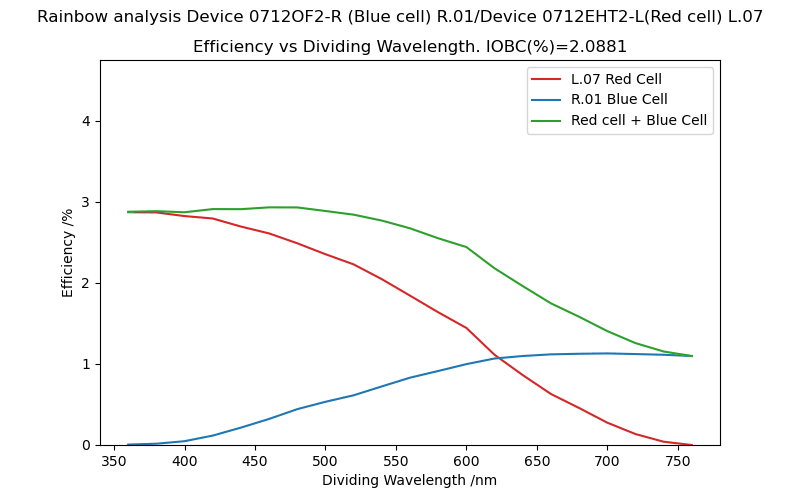 Rainbow analysis Device 0712OF2-R (Blue cell) R.01/Device 0712EHT2-L(Red cell) L.07
Efficiency vs Dividing Wavelength. IOBC(%)=2.0881
L.07 Red Cell
R.01 Blue Cell
Red cell + Blue Cell
4
3
2
1
0
Efficiency /%
350 400 450 500 550 600 650 700 750
Dividing Wavelength /nm